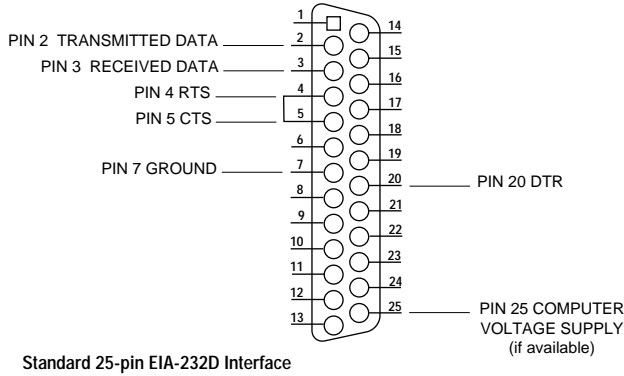 1
14
PIN 2 TRANSMITTED DATA
2
15
PIN 3 RECEIVED DATA
3
16
PIN 4 RTS
4
17
PIN 5 CTS
5
18
6
19
PIN 7 GROUND
7
20
PIN 20 DTR
8
21
9
22
10
23
11
24
12
25
PIN 25 COMPUTER
VOLTAGE SUPPLY
(if available)
13
Standard 25-pin EIA-232D Interface